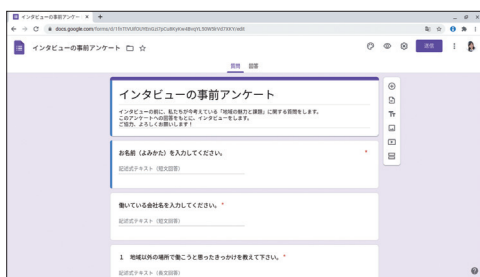 インタビューの事前アンケー
インタビューの事前アンケート
送信
質問 回答
インタビューの事前アンケート
インタビューの前に、私たちが今考えている「地域の魅力と課題」に関する質問をします。
このアンケートへの回答をもとに、インタビューをします。
ご協力、よろしくお願いします！
お名前（よみかた）を入力してください。 *
記述式テキスト（短文回答）
働いている会社名を入力してください。 *
記述式テキスト（短文回答）
1 地域以外の場所で働こうと思ったきっかけを教えて下さい。 *
記述式テキスト（長文回答）